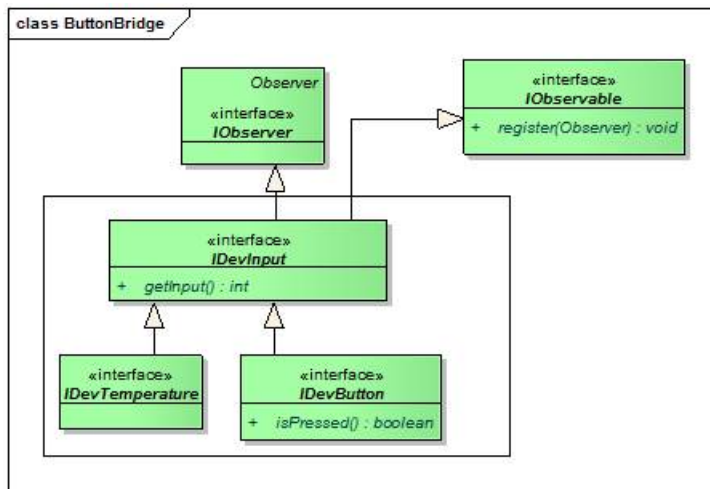 class ButtonBridge
Observer
«interface»
IObserver
«interface»
IObservable
+ register(Observer) : void
«interface»
IDevInput
+ getInput() : int
«interface»
IDevTemperature
«interface»
IDevButton
+ isPressed() : boolean